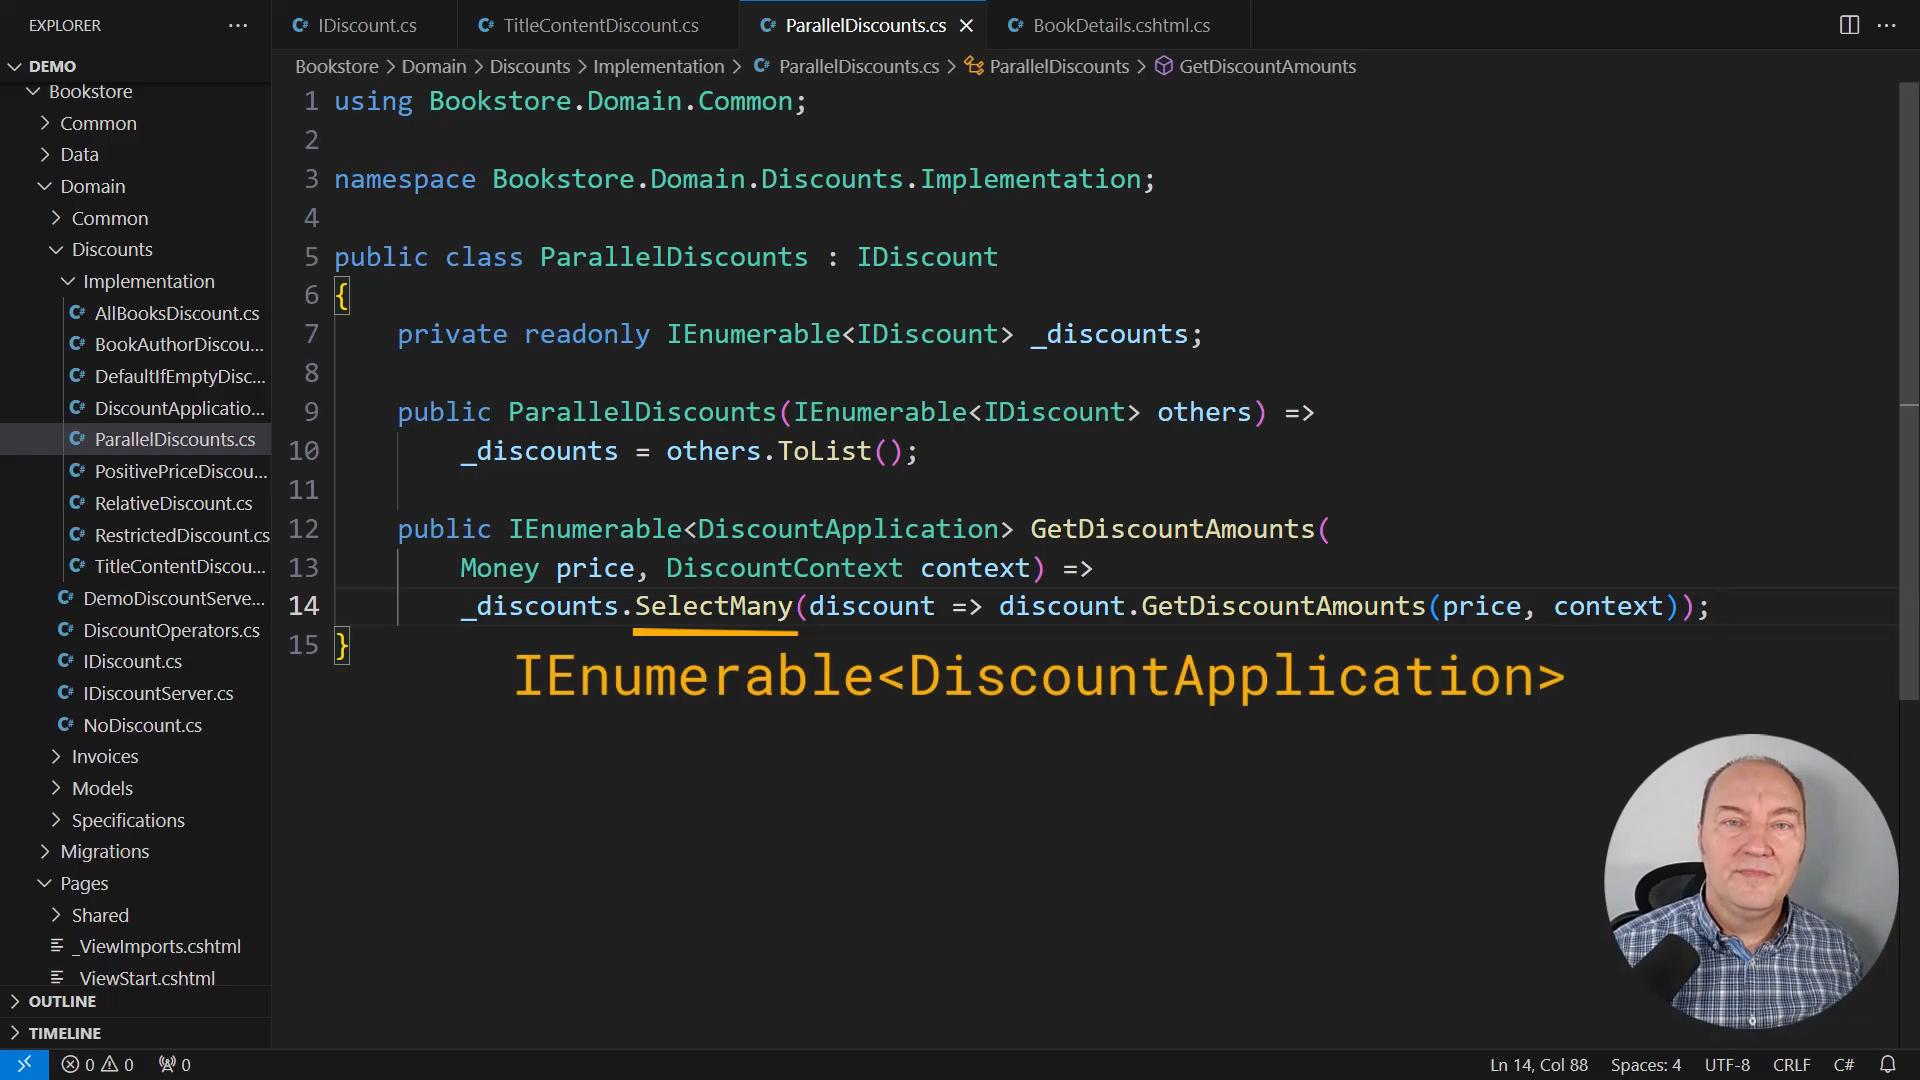 EXPLORER
DEMO
Bookstore
Common
Data
Domain
Common
Discounts
Implementation
AllBooksDiscount.cs
BookAuthorDiscou...
DefaultIfEmptyDisc...
DiscountApplicatio...
ParallelDiscounts.cs
PositivePriceDiscou...
RelativeDiscount.cs
RestrictedDiscount.cs
TitleContentDiscou...
DemoDiscountServe...
DiscountOperators.cs
IDiscount.cs
IDiscountServer.cs
NoDiscount.cs
Invoices
Models
Specifications
Migrations
Pages
Shared
_ViewImports.cshtml
_ViewStart.cshtml
OUTLINE
TIMELINE
IDiscount.cs
TitleContentDiscount.cs
ParallelDiscounts.cs
BookDetails.cshtml.cs
Bookstore > Domain > Discounts > Implementation > ParallelDiscounts.cs > ParallelDiscounts > GetDiscountAmounts
1 using Bookstore.Domain.Common;
2
3 namespace Bookstore.Domain.Discounts.Implementation;
4
5 public class ParallelDiscounts : IDiscount
6 {
7 private readonly IEnumerable<IDiscount> _discounts;
8
9 public ParallelDiscounts(IEnumerable<IDiscount> others) =>
10 _discounts = others.ToList();
11
12 public IEnumerable<DiscountApplication> GetDiscountAmounts(
13 Money price, DiscountContext context) =>
14 _discounts.SelectMany(discount => discount.GetDiscountAmounts(price, context));
15 }
IEnumerable<DiscountApplication>
0 0 0
Ln 14, Col 88 Spaces: 4 UTF-8 CRLF C#